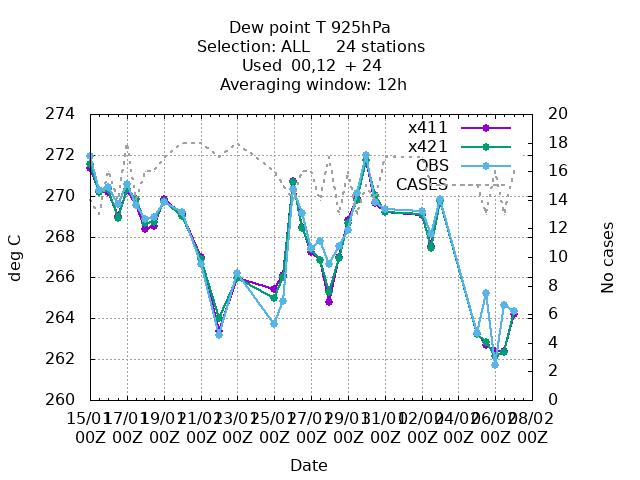 Dew point T 925hPa
Selection: ALL 24 stations
Used 00,12 + 24
Averaging window: 12h
274
272
270
268
266
264
262
260
deg C
20
18
16
14
12
10
8
6
4
2
0
No cases
x411
x421
OBS
CASES
15/01 17/01 19/01 21/01 23/01 25/01 27/01 29/01 31/01 02/02 04/02 06/02 08/02
00Z 00Z 00Z 00Z 00Z 00Z 00Z 00Z 00Z 00Z 00Z 00Z 00Z
Date